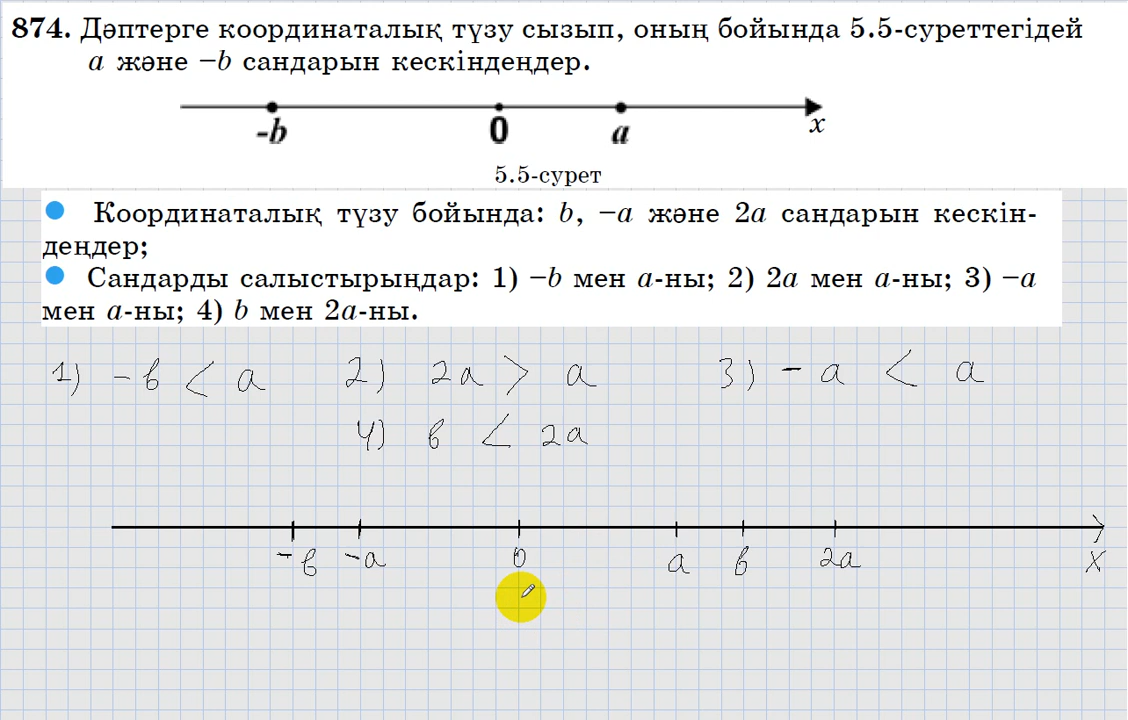 874. Дәптерге координаталық түзу сызып, оның бойында 5.5-суреттегідей
a және −b сандарын кескіндеңдер.
-b 0 a x
5.5-сурет
Координаталық түзу бойында: b, −a және 2a сандарын кескін-
деңдер;
Сандарды салыстырыңдар: 1) −b мен a-ны; 2) 2a мен a-ны; 3) −a
мен a-ны; 4) b мен 2a-ны.
1) -в < a 2) 2a > a 3) -a < a
4) в < 2a
-в -a 0 a в 2a x